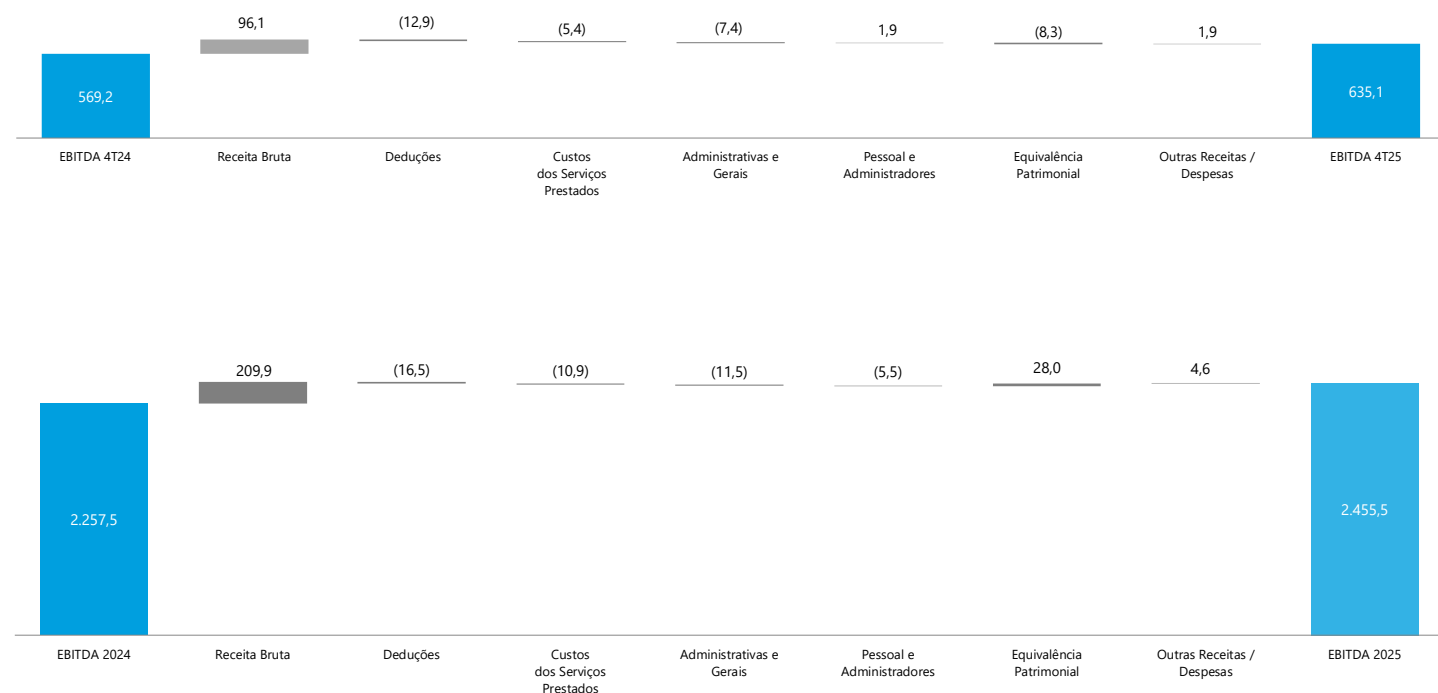 96,1
(12,9)
(5,4)
(7,4)
1,9
(8,3)
1,9
569,2
635,1
EBITDA 4T24
Receita Bruta
Deduções
Custos
dos Serviços
Prestados
Administrativas e
Gerais
Pessoal e
Administradores
Equivalência
Patrimonial
Outras Receitas /
Despesas
EBITDA 4T25
209,9
(16,5)
(10,9)
(11,5)
(5,5)
28,0
4,6
2.257,5
2.455,5
EBITDA 2024
Receita Bruta
Deduções
Custos
dos Serviços
Prestados
Administrativas e
Gerais
Pessoal e
Administradores
Equivalência
Patrimonial
Outras Receitas /
Despesas
EBITDA 2025